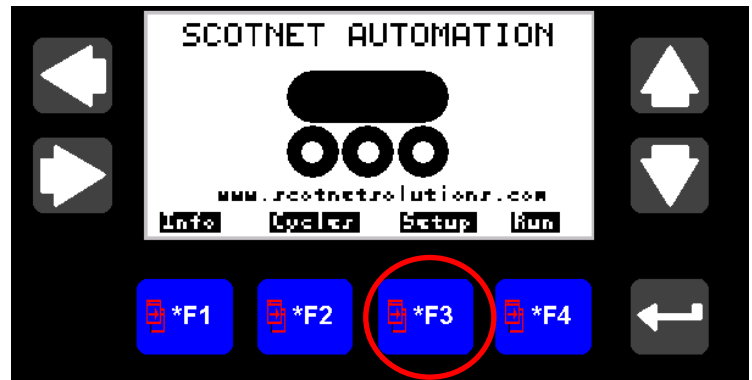 SCOTNET AUTOMATION
www.scotnetsolutions.com
Info Cycles Setup Run
*F1 *F2 *F3 *F4